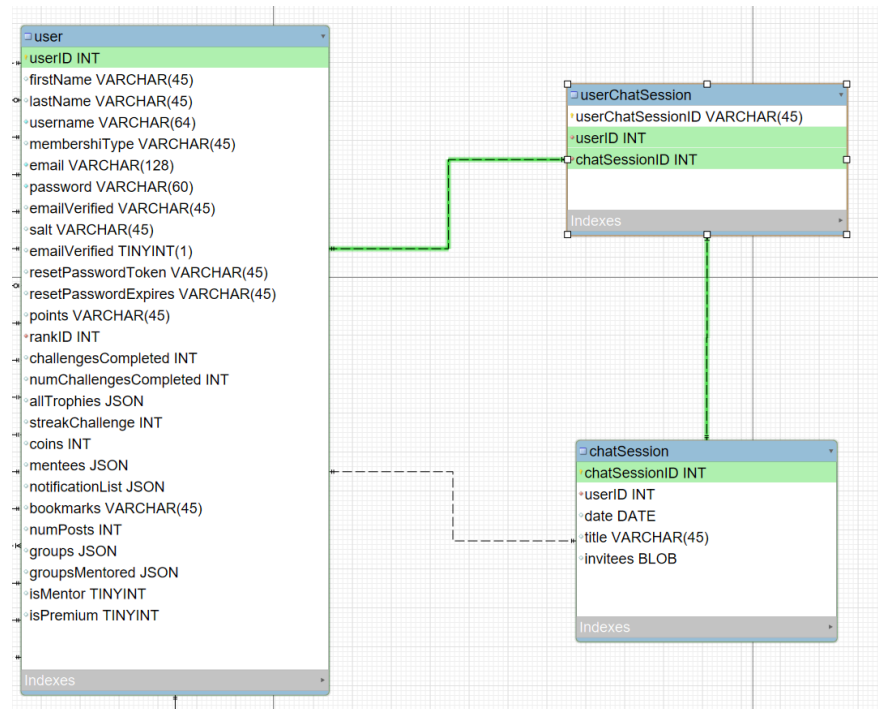 user
userID INT
firstName VARCHAR(45)
lastName VARCHAR(45)
username VARCHAR(64)
membershiType VARCHAR(45)
email VARCHAR(128)
password VARCHAR(60)
emailVerified VARCHAR(45)
salt VARCHAR(45)
emailVerified TINYINT(1)
resetPasswordToken VARCHAR(45)
resetPasswordExpires VARCHAR(45)
points VARCHAR(45)
rankID INT
challengesCompleted INT
numChallengesCompleted INT
allTrophies JSON
streakChallenge INT
coins INT
mentees JSON
notificationList JSON
bookmarks VARCHAR(45)
numPosts INT
groups JSON
groupsMentored JSON
isMentor TINYINT
isPremium TINYINT
Indexes
userChatSession
userChatSessionID VARCHAR(45)
userID INT
chatSessionID INT
Indexes
chatSession
chatSessionID INT
userID INT
date DATE
title VARCHAR(45)
invitees BLOB
Indexes